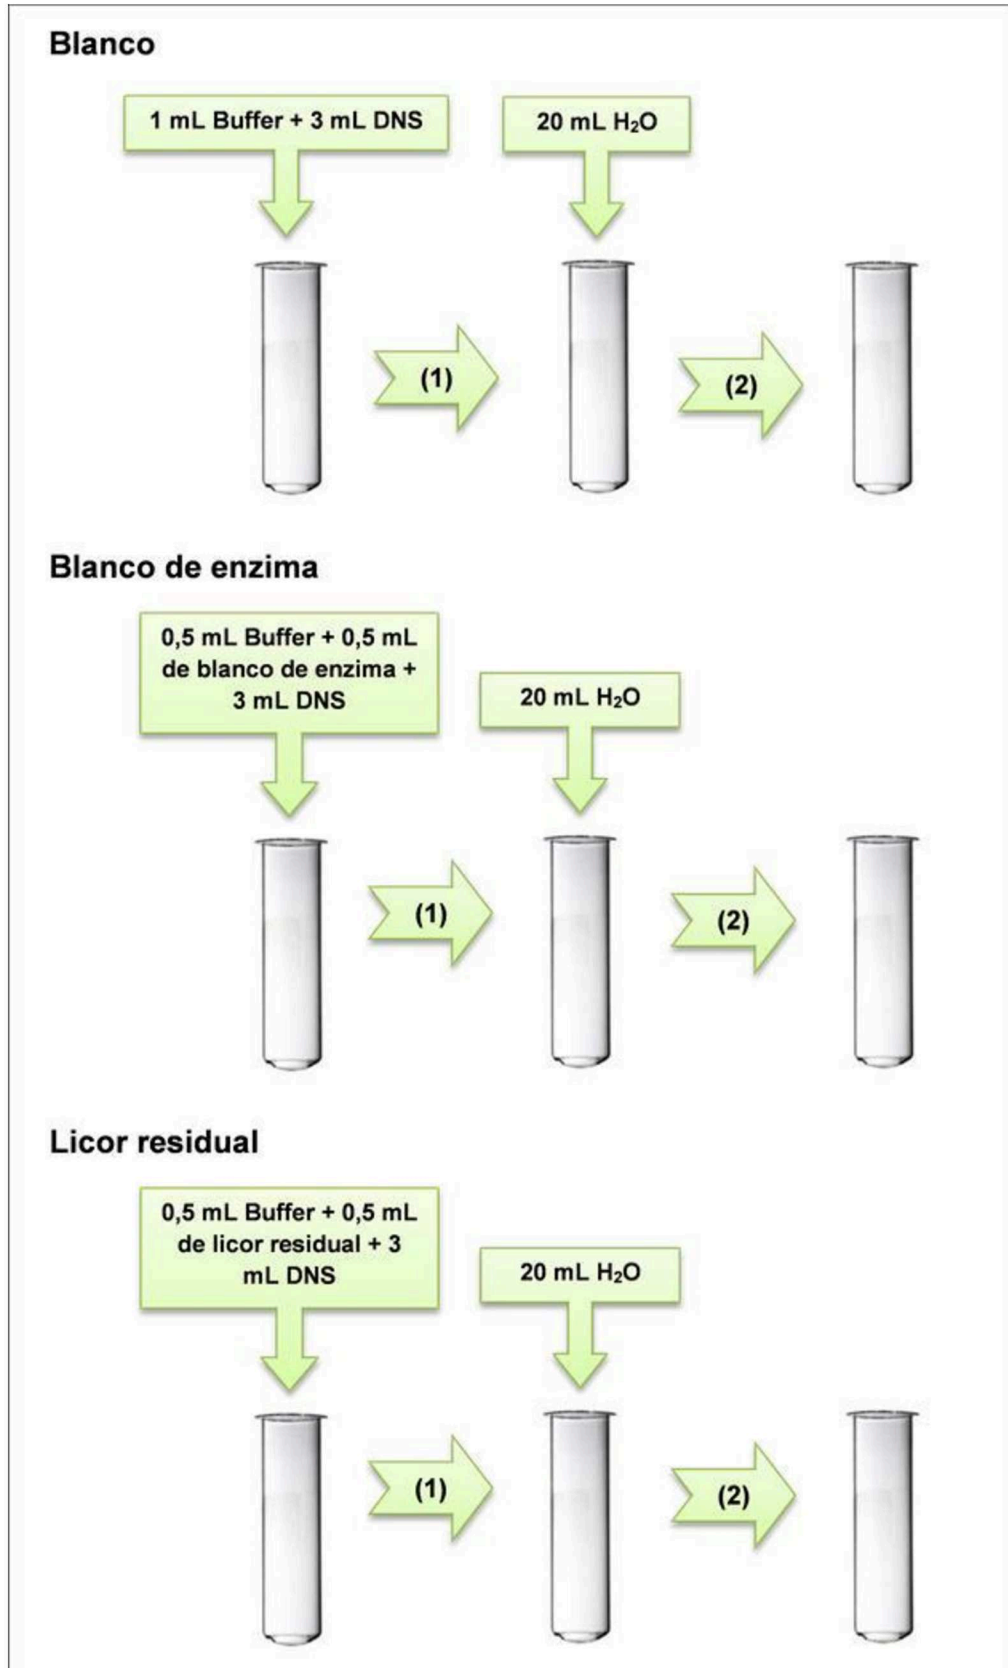 Blanco
1 mL Buffer + 3 mL DNS
20 mL H₂O
(1)
(2)
Blanco de enzima
0,5 mL Buffer + 0,5 mL
de blanco de enzima +
3 mL DNS
20 mL H₂O
(1)
(2)
Licor residual
0,5 mL Buffer + 0,5 mL
de licor residual + 3
mL DNS
20 mL H₂O
(1)
(2)